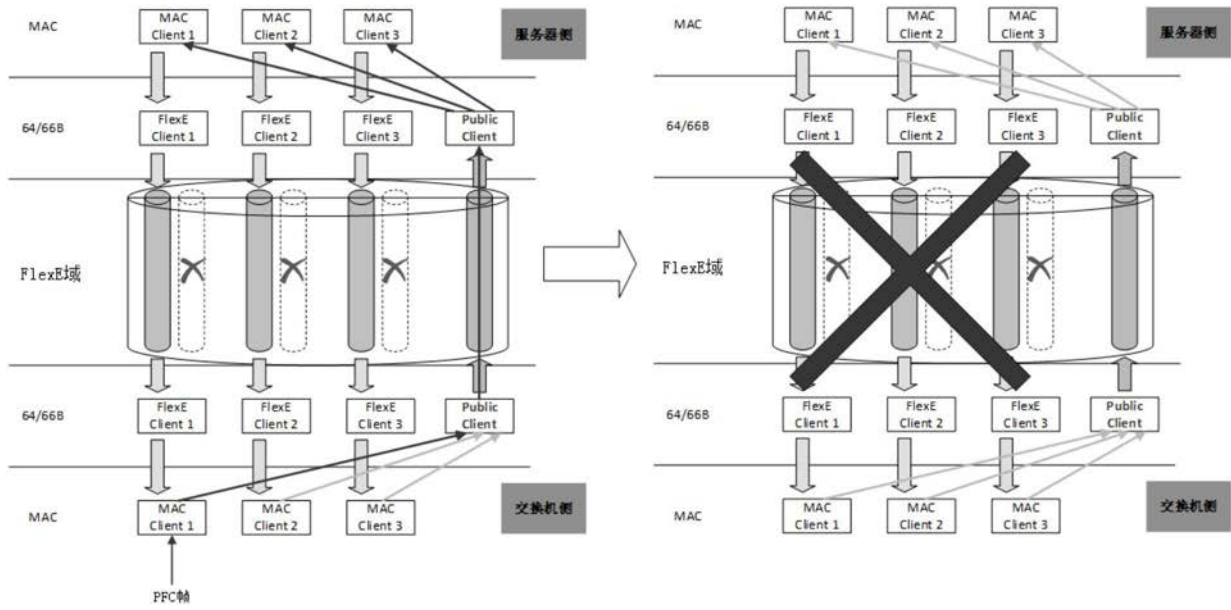 MAC
MAC
Client 1
MAC
Client 2
MAC
Client 3
服务器侧
64/66B
FlexE
Client 1
FlexE
Client 2
FlexE
Client 3
Public
Client
FlexE域
64/66B
FlexE
Client 1
FlexE
Client 2
FlexE
Client 3
Public
Client
MAC
MAC
Client 1
MAC
Client 2
MAC
Client 3
交换机侧
PFC帧
MAC
MAC
Client 1
MAC
Client 2
MAC
Client 3
服务器侧
64/66B
FlexE
Client 1
FlexE
Client 2
FlexE
Client 3
Public
Client
FlexE域
64/66B
FlexE
Client 1
FlexE
Client 2
FlexE
Client 3
Public
Client
MAC
MAC
Client 1
MAC
Client 2
MAC
Client 3
交换机侧